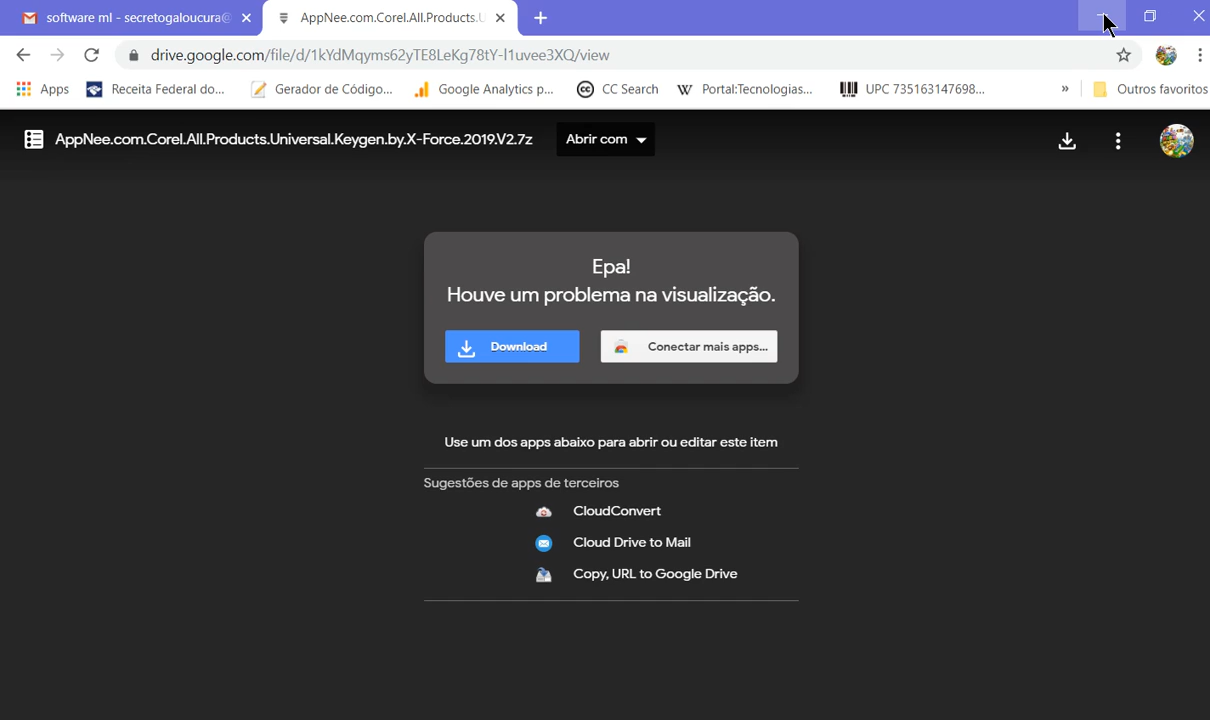 software ml - secretogaloucura@
AppNee.com.Corel.All.Products.U
drive.google.com/file/d/1kYdMqyms62yTE8LeKg78tY-l1uvee3XQ/view
Apps
Receita Federal do...
Gerador de Código...
Google Analytics p...
CC Search
Portal:Tecnologias...
UPC 735163147698...
»
Outros favoritos
AppNee.com.Corel.All.Products.Universal.Keygen.by.X-Force.2019.V2.7z
Abrir com
Epa!
Houve um problema na visualização.
Download
Conectar mais apps...
Use um dos apps abaixo para abrir ou editar este item
Sugestões de apps de terceiros
CloudConvert
Cloud Drive to Mail
Copy, URL to Google Drive